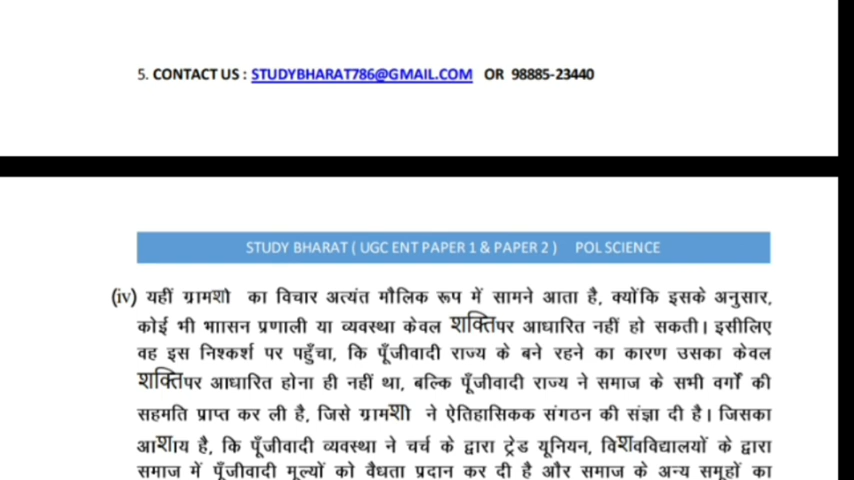 5. CONTACT US : STUDYBHARAT786@GMAIL.COM OR 98885-23440
STUDY BHARAT ( UGC ENT PAPER 1 & PAPER 2 ) POL SCIENCE
(iv) यहीं ग्रामशी का विचार अत्यंत मौलिक रूप में सामने आता है, क्योंकि इसके अनुसार,
कोई भी भाासन प्रणाली या व्यवस्था केवल शक्तिपर आधारित नहीं हो सकती। इसीलिए
वह इस निश्कर्श पर पहुँचा, कि पूँजीवादी राज्य के बने रहने का कारण उसका केवल
शक्तिपर आधारित होना ही नहीं था, बल्कि पूँजीवादी राज्य ने समाज के सभी वर्गों की
सहमति प्राप्त कर ली है, जिसे ग्रामशी ने ऐतिहासिकक संगठन की संज्ञा दी है। जिसका
आशाय है, कि पूँजीवादी व्यवस्था ने चर्च के द्वारा ट्रेड यूनियन, विशवविद्यालयों के द्वारा
समाज में पूँजीवादी मूल्यों को वैधता प्रदान कर दी है और समाज के अन्य समूहों का